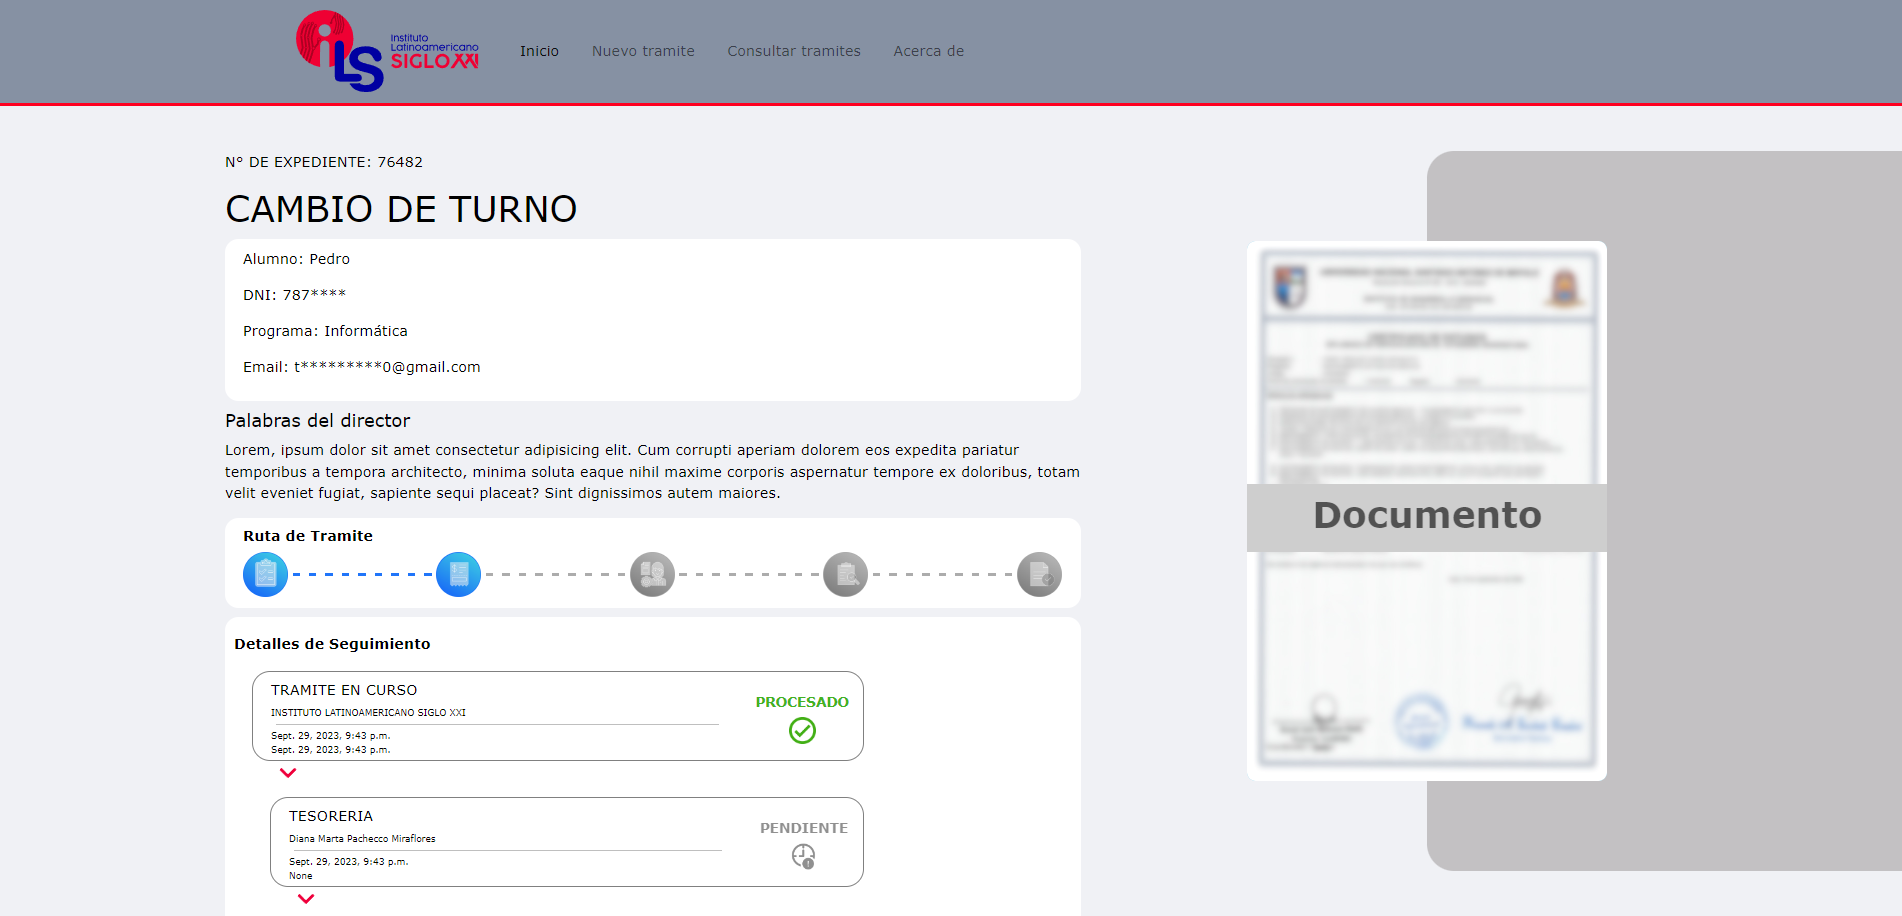 Instituto
Latinoamericano
SIGLO XXI
iLS
Inicio
Nuevo tramite
Consultar tramites
Acerca de
N° DE EXPEDIENTE: 76482
CAMBIO DE TURNO
Alumno: Pedro
DNI: 787****
Programa: Informática
Email: t*********0@gmail.com
Palabras del director
Lorem, ipsum dolor sit amet consectetur adipisicing elit. Cum corrupti aperiam dolorem eos expedita pariatur
temporibus a tempora architecto, minima soluta eaque nihil maxime corporis aspernatur tempore ex doloribus, totam
velit eveniet fugiat, sapiente sequi placeat? Sint dignissimos autem maiores.
Ruta de Tramite
Detalles de Seguimiento
TRAMITE EN CURSO
INSTITUTO LATINOAMERICANO SIGLO XXI
Sept. 29, 2023, 9:43 p.m.
Sept. 29, 2023, 9:43 p.m.
PROCESADO
TESORERIA
Diana Marta Pachecco Miraflores
Sept. 29, 2023, 9:43 p.m.
None
PENDIENTE
Documento